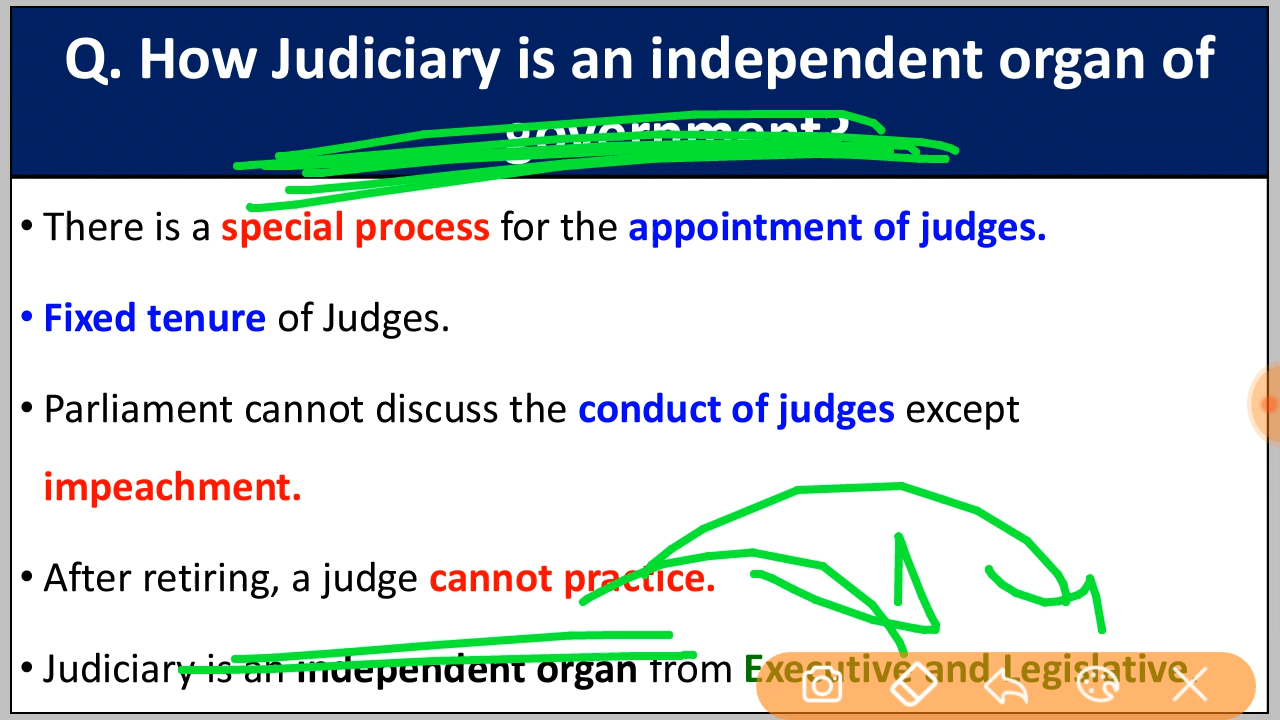 Q. How Judiciary is an independent organ of
government?
• There is a special process for the appointment of judges.
• Fixed tenure of Judges.
• Parliament cannot discuss the conduct of judges except
impeachment.
• After retiring, a judge cannot practice.
• Judiciary is an independent organ from Executive and Legislative.